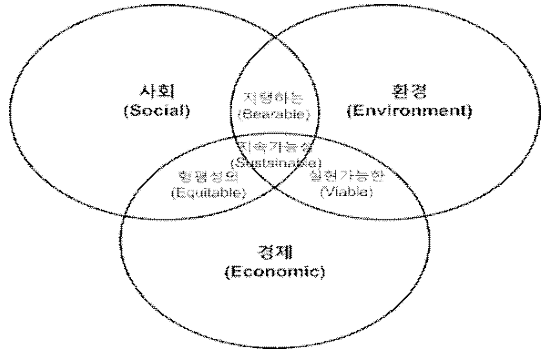 사회
(Social)
환경
(Environment)
지탱하는
(Bearable)
지속가능성
(Sustsinable)
형평성의
(Equitable)
실현가능한
(Viable)
경제
(Economic)